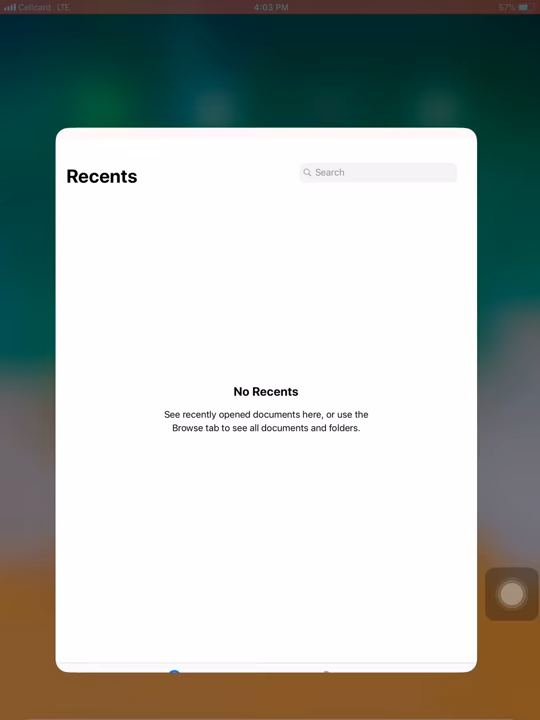 Cellcard LTE 4:03 PM 57%
Recents
Search
No Recents
See recently opened documents here, or use the
Browse tab to see all documents and folders.